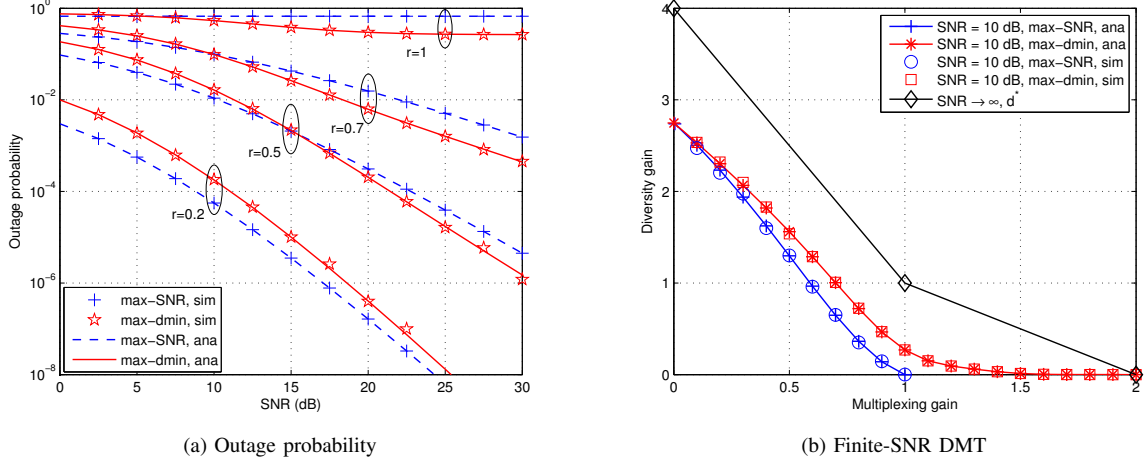 10^0
10^−2
10^−4
10^−6
10^−8
Outage probability
r=1
r=0.7
r=0.5
r=0.2
max−SNR, sim
max−dmin, sim
max−SNR, ana
max−dmin, ana
0 5 10 15 20 25 30
SNR (dB)
(a) Outage probability
4
3
2
1
0
Diversity gain
SNR = 10 dB, max−SNR, ana
SNR = 10 dB, max−dmin, ana
SNR = 10 dB, max−SNR, sim
SNR = 10 dB, max−dmin, sim
SNR → ∞, d*
0 0.5 1 1.5 2
Multiplexing gain
(b) Finite-SNR DMT